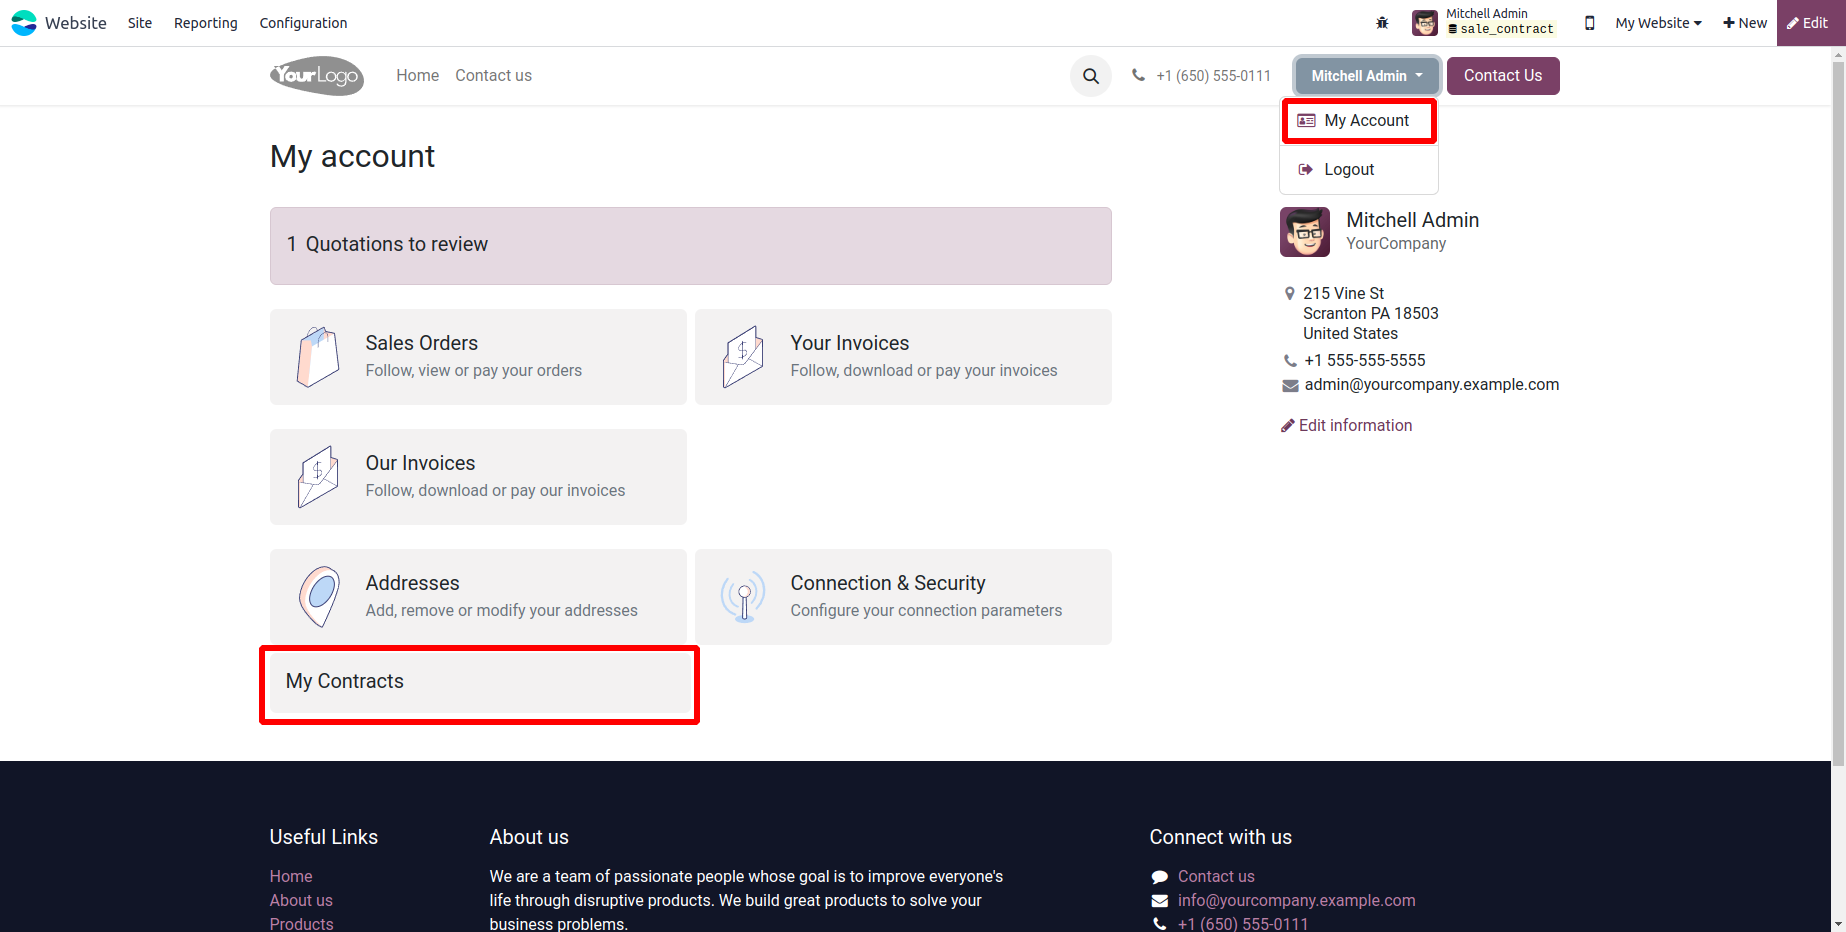 Website Site Reporting Configuration Mitchell Admin sale_contract My Website New Edit
YourLogo Home Contact us +1 (650) 555-0111 Mitchell Admin Contact Us
My Account
Logout
My account
1 Quotations to review
Sales Orders
Follow, view or pay your orders
Your Invoices
Follow, download or pay your invoices
Our Invoices
Follow, download or pay our invoices
Addresses
Add, remove or modify your addresses
Connection & Security
Configure your connection parameters
My Contracts
Mitchell Admin
YourCompany
215 Vine St
Scranton PA 18503
United States
+1 555-555-5555
admin@yourcompany.example.com
Edit information
Useful Links
Home
About us
Products
About us
We are a team of passionate people whose goal is to improve everyone's
life through disruptive products. We build great products to solve your
business problems.
Connect with us
Contact us
info@yourcompany.example.com
+1 (650) 555-0111